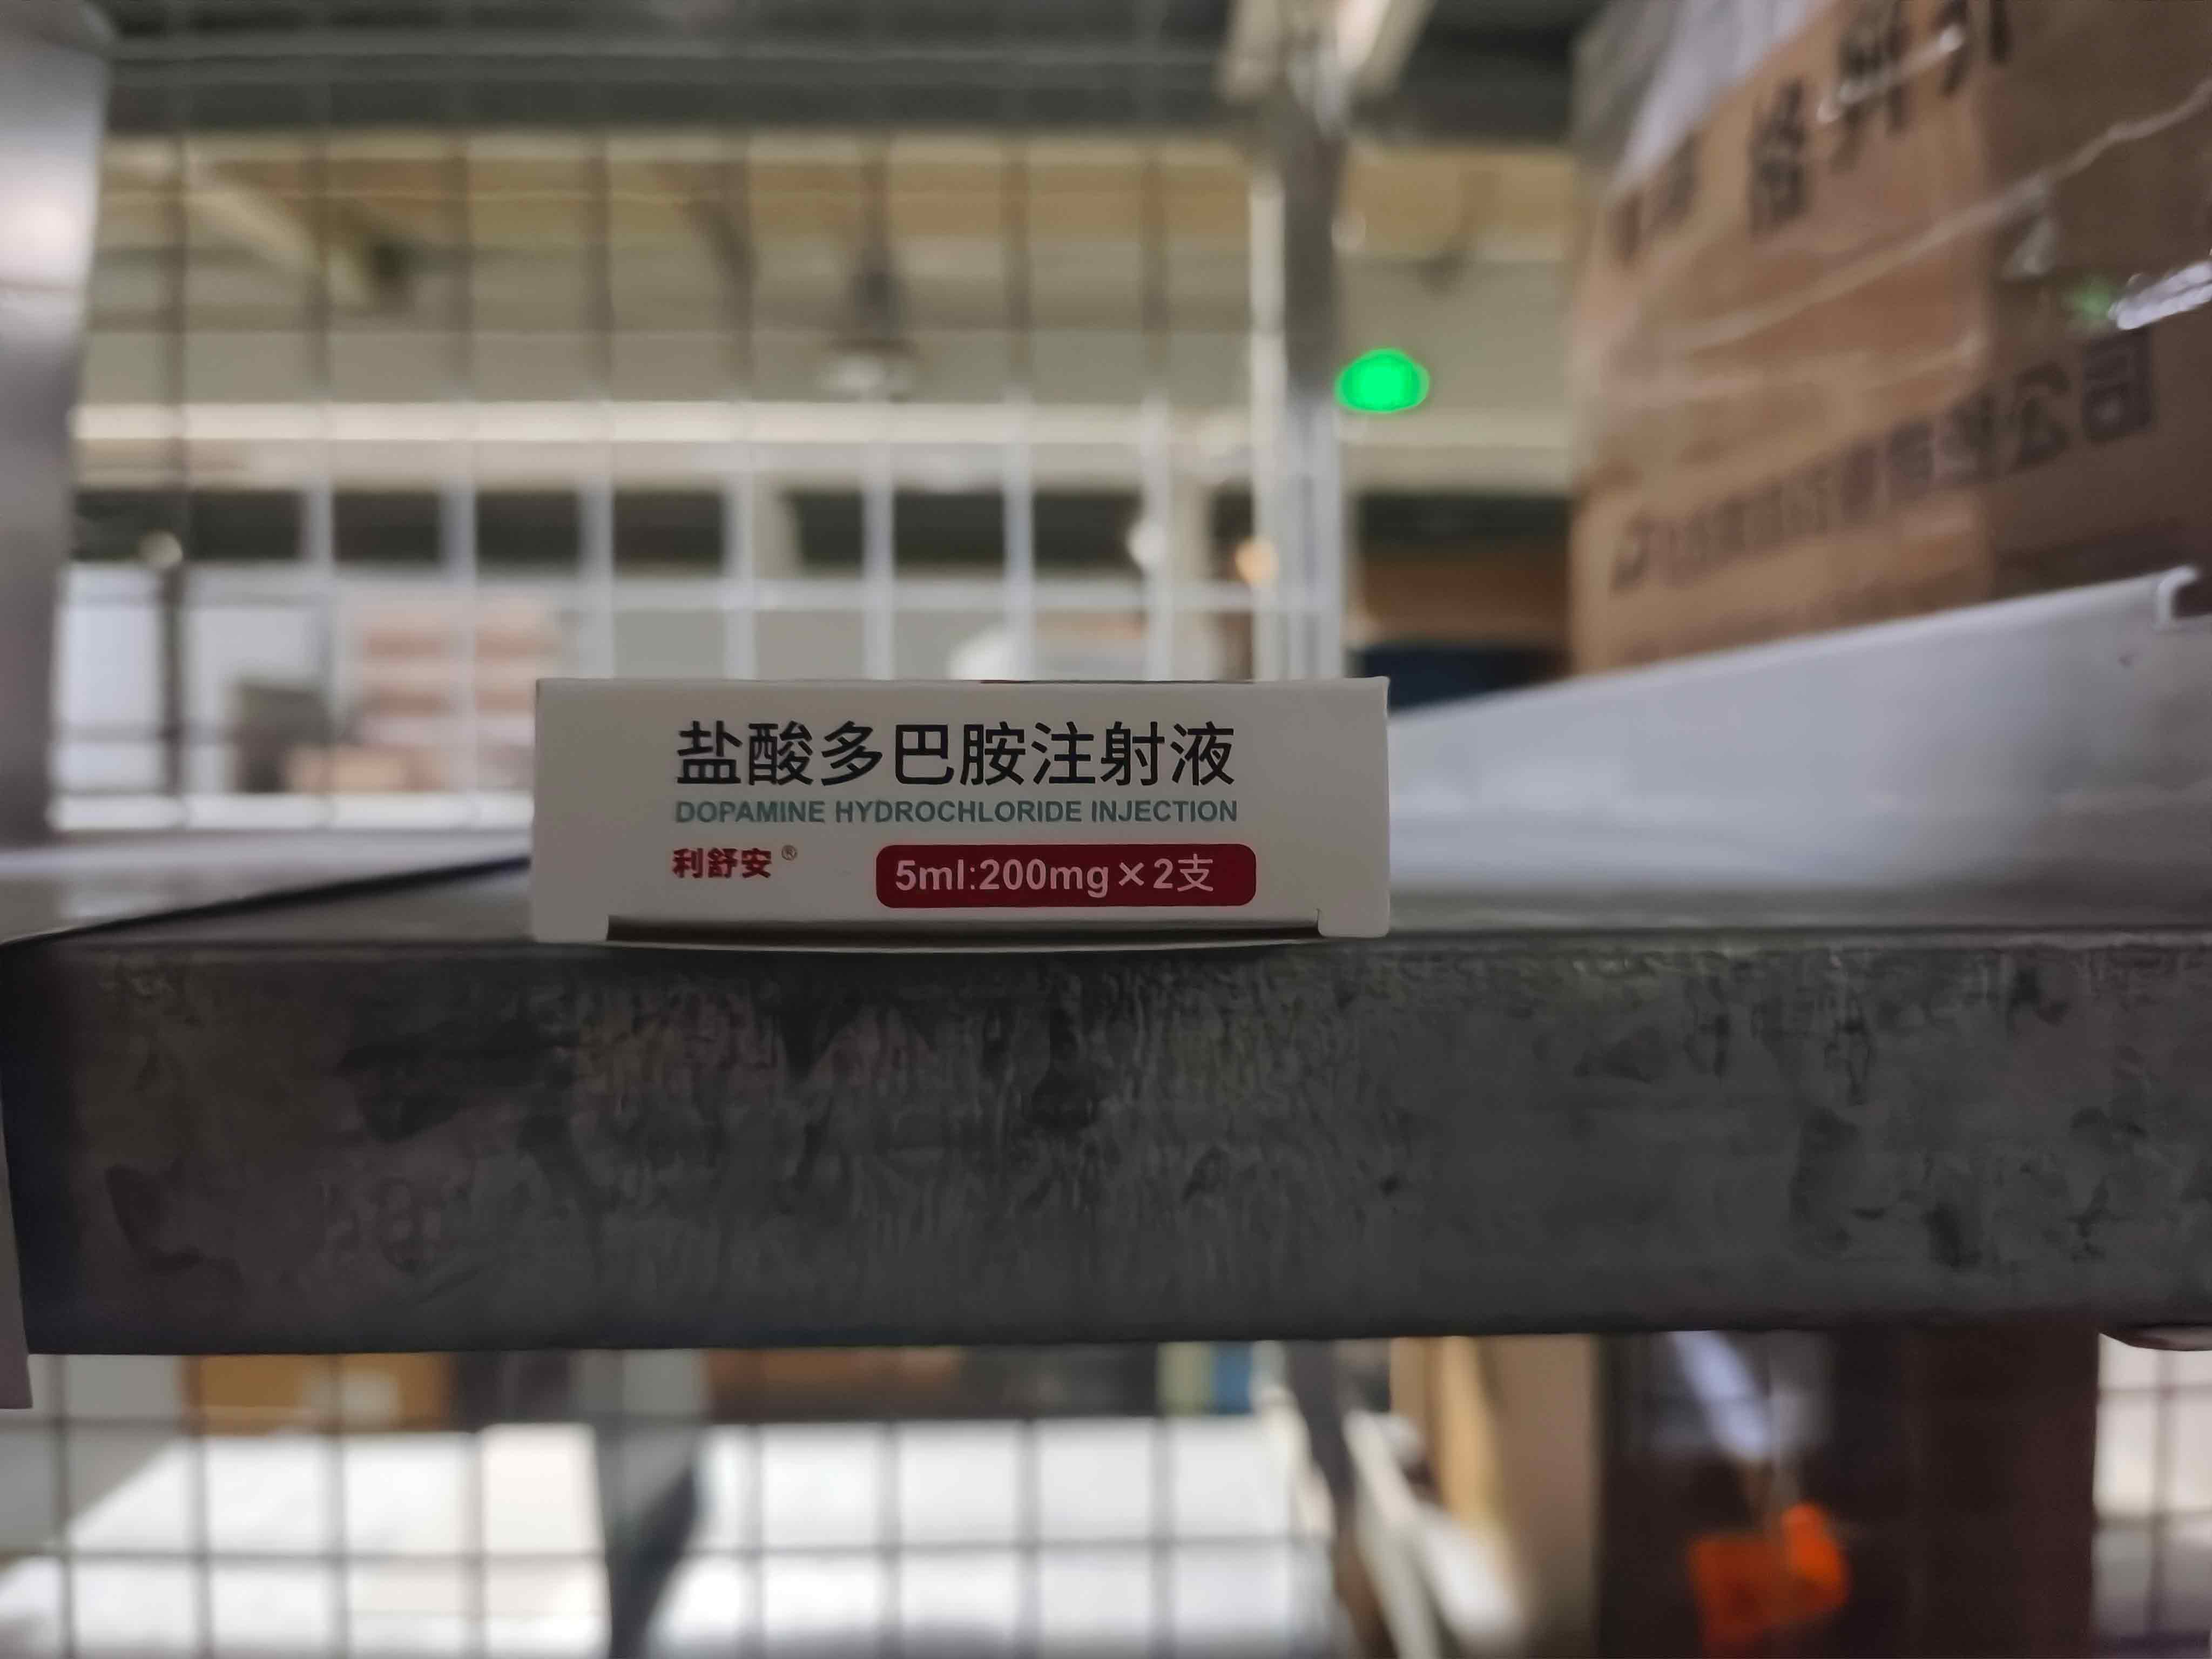 盐酸多巴胺注射液
DOPAMINE HYDROCHLORIDE INJECTION
利舒安®
5ml:200mg×2支
公司